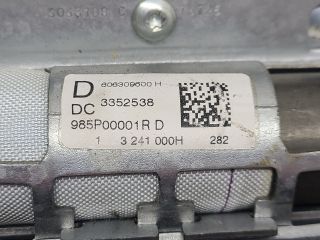 D 606309600 H
DC 3352538
985P00001R D
1 3 241 000H 282